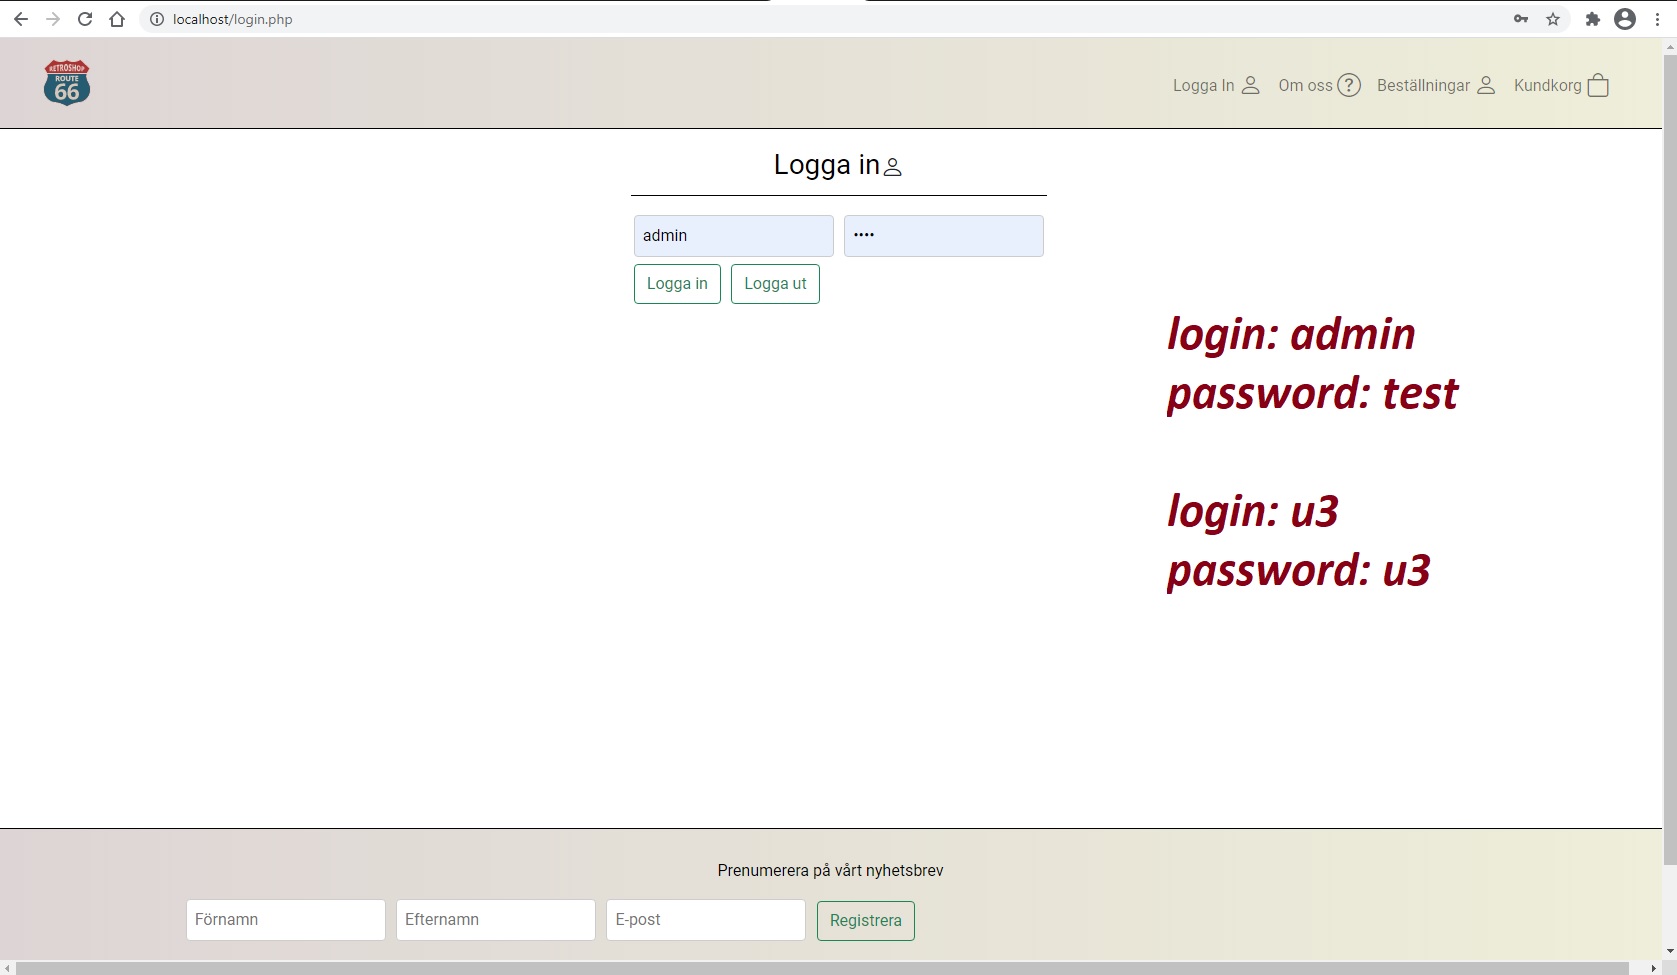 localhost/login.php
RETROSHOP
ROUTE
66
Logga In
Om oss
Beställningar
Kundkorg
Logga in
admin
••••
Logga in
Logga ut
login: admin
password: test
login: u3
password: u3
Prenumerera på vårt nyhetsbrev
Förnamn
Efternamn
E-post
Registrera